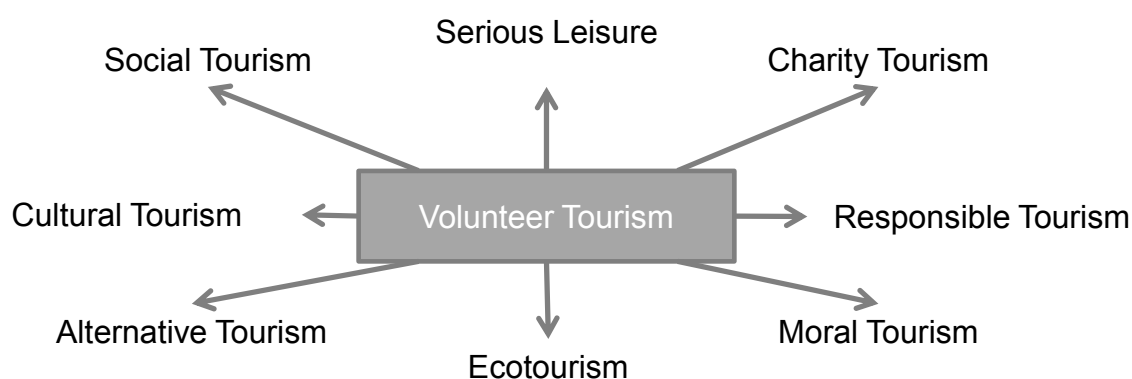 Serious Leisure
Social Tourism
Charity Tourism
Cultural Tourism
Volunteer Tourism
Responsible Tourism
Alternative Tourism
Moral Tourism
Ecotourism